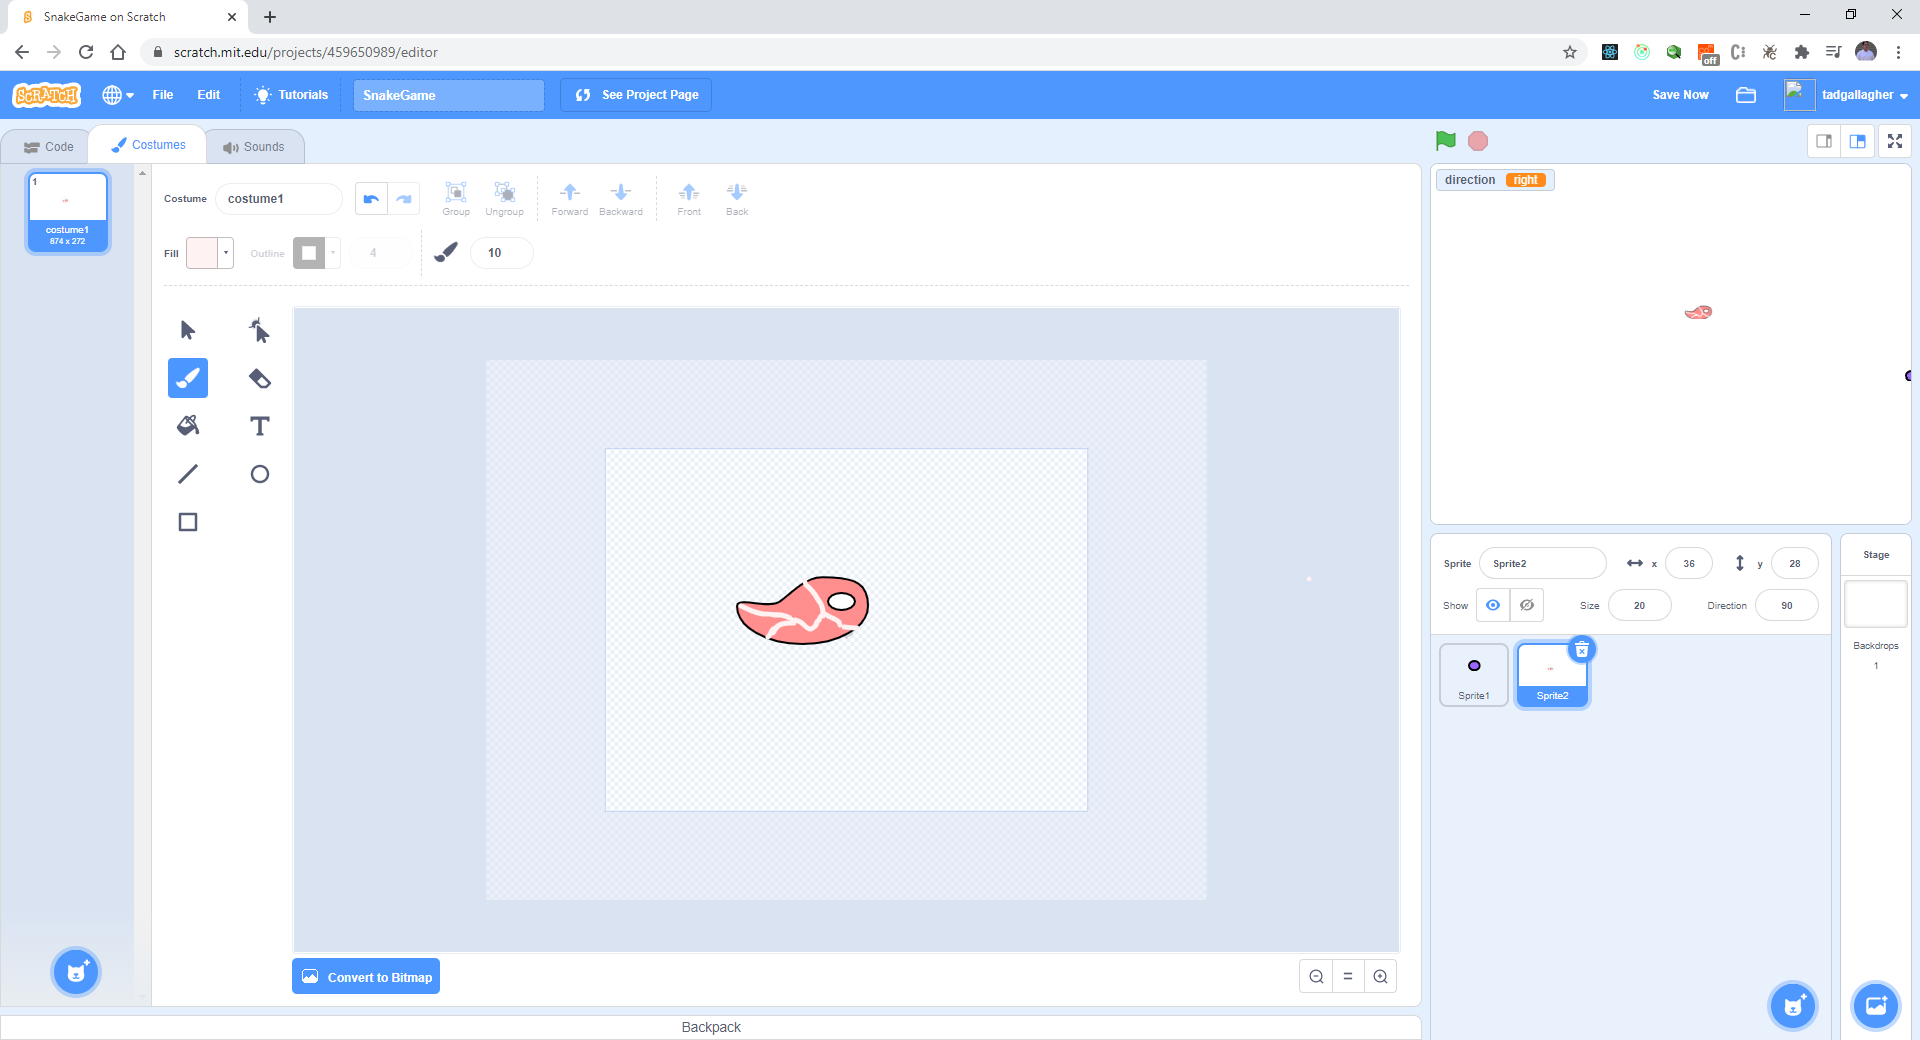 SnakeGame on Scratch
scratch.mit.edu/projects/459650989/editor
off
SCRATCH
File
Edit
Tutorials
SnakeGame
See Project Page
Save Now
tadgallagher
Code
Costumes
Sounds
1
costume1
874 x 272
Costume
costume1
Group
Ungroup
Forward
Backward
Front
Back
Fill
Outline
4
10
T
Convert to Bitmap
Backpack
direction
right
Sprite
Sprite2
x
36
y
28
Show
Size
20
Direction
90
Sprite1
Sprite2
Stage
Backdrops
1